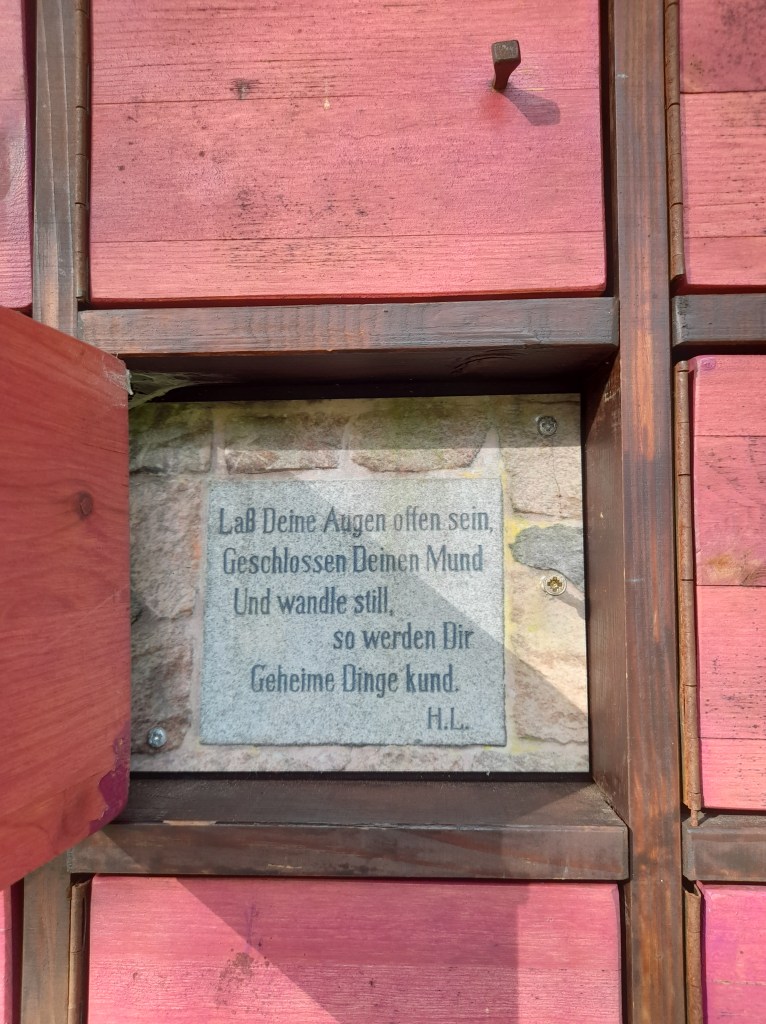 Laß Deine Augen offen sein,
Geschlossen Deinen Mund
Und wandle still,
so werden Dir
Geheime Dinge kund.
H.L.